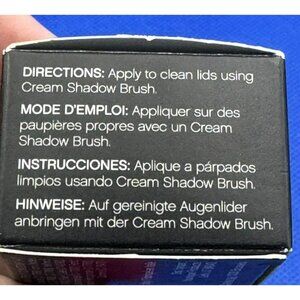 DIRECTIONS: Apply to clean lids using
Cream Shadow Brush.
MODE D'EMPLOI: Appliquer sur des
paupières propres avec un Cream
Shadow Brush.
INSTRUCCIONES: Aplique a párpados
limpios usando Cream Shadow Brush.
HINWEISE: Auf gereinigte Augenlider
anbringen mit der Cream Shadow Brush.